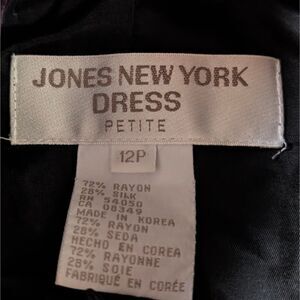 JONES NEW YORK
DRESS
PETITE
12P
72% RAYON
28% SILK
RN 54050
CA 08349
MADE IN KOREA
72% RAYON
28% SEDA
HECHO EN COREA
72% RAYONNE
28% SOIE
FABRIQUÉ EN CORÉE